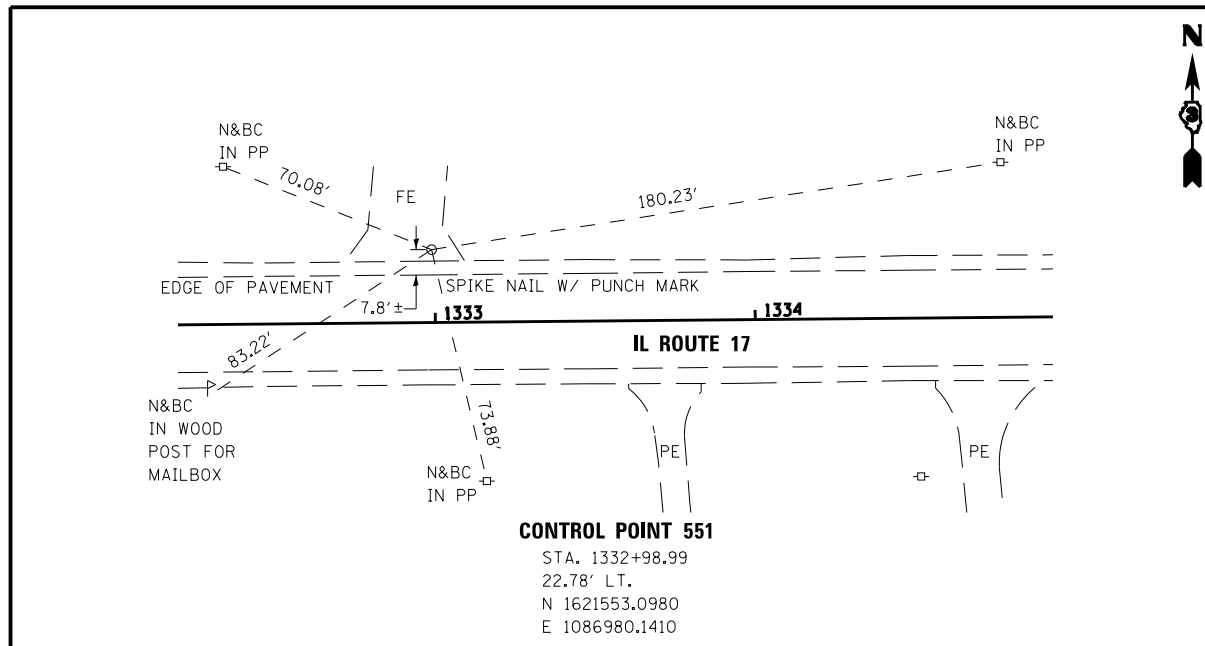 N
3
N&BC
IN PP
N&BC
IN PP
70.08'
FE
180.23'
EDGE OF PAVEMENT
SPIKE NAIL W/ PUNCH MARK
7.8'±
1333
1334
IL ROUTE 17
83.22'
N&BC
IN WOOD
POST FOR
MAILBOX
73.88'
N&BC
IN PP
PE
PE
CONTROL POINT 551
STA. 1332+98.99
22.78' LT.
N 1621553.0980
E 1086980.1410